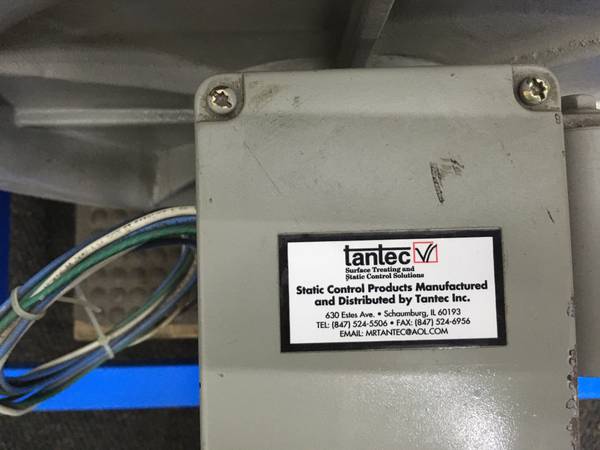 tantec
Surface Treating and
Static Control Solutions
Static Control Products Manufactured
and Distributed by Tantec Inc.
630 Estes Ave. • Schaumburg, IL 60193
TEL: (847) 524-5506 • FAX: (847) 524-6956
EMAIL: MRTANTEC@AOL.COM